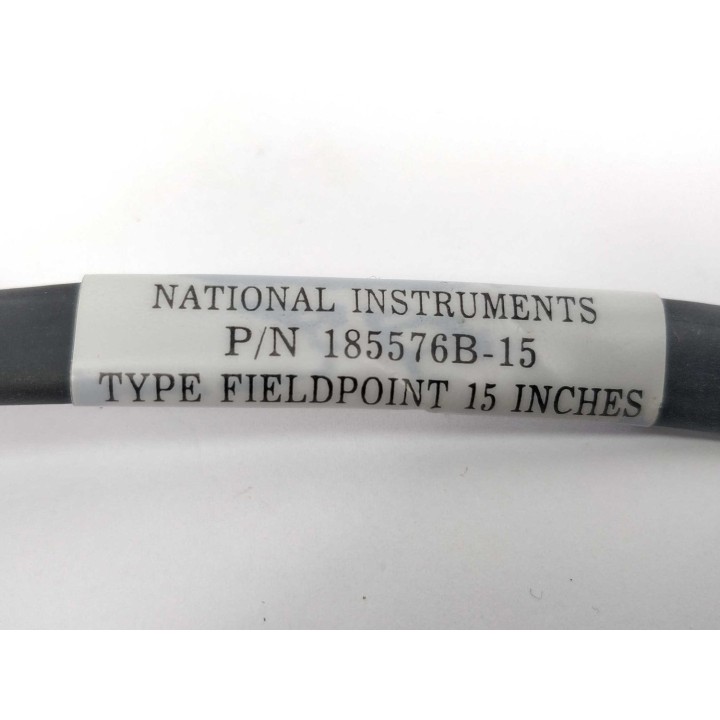 NATIONAL INSTRUMENTS
P/N 185576B-15
TYPE FIELDPOINT 15 INCHES